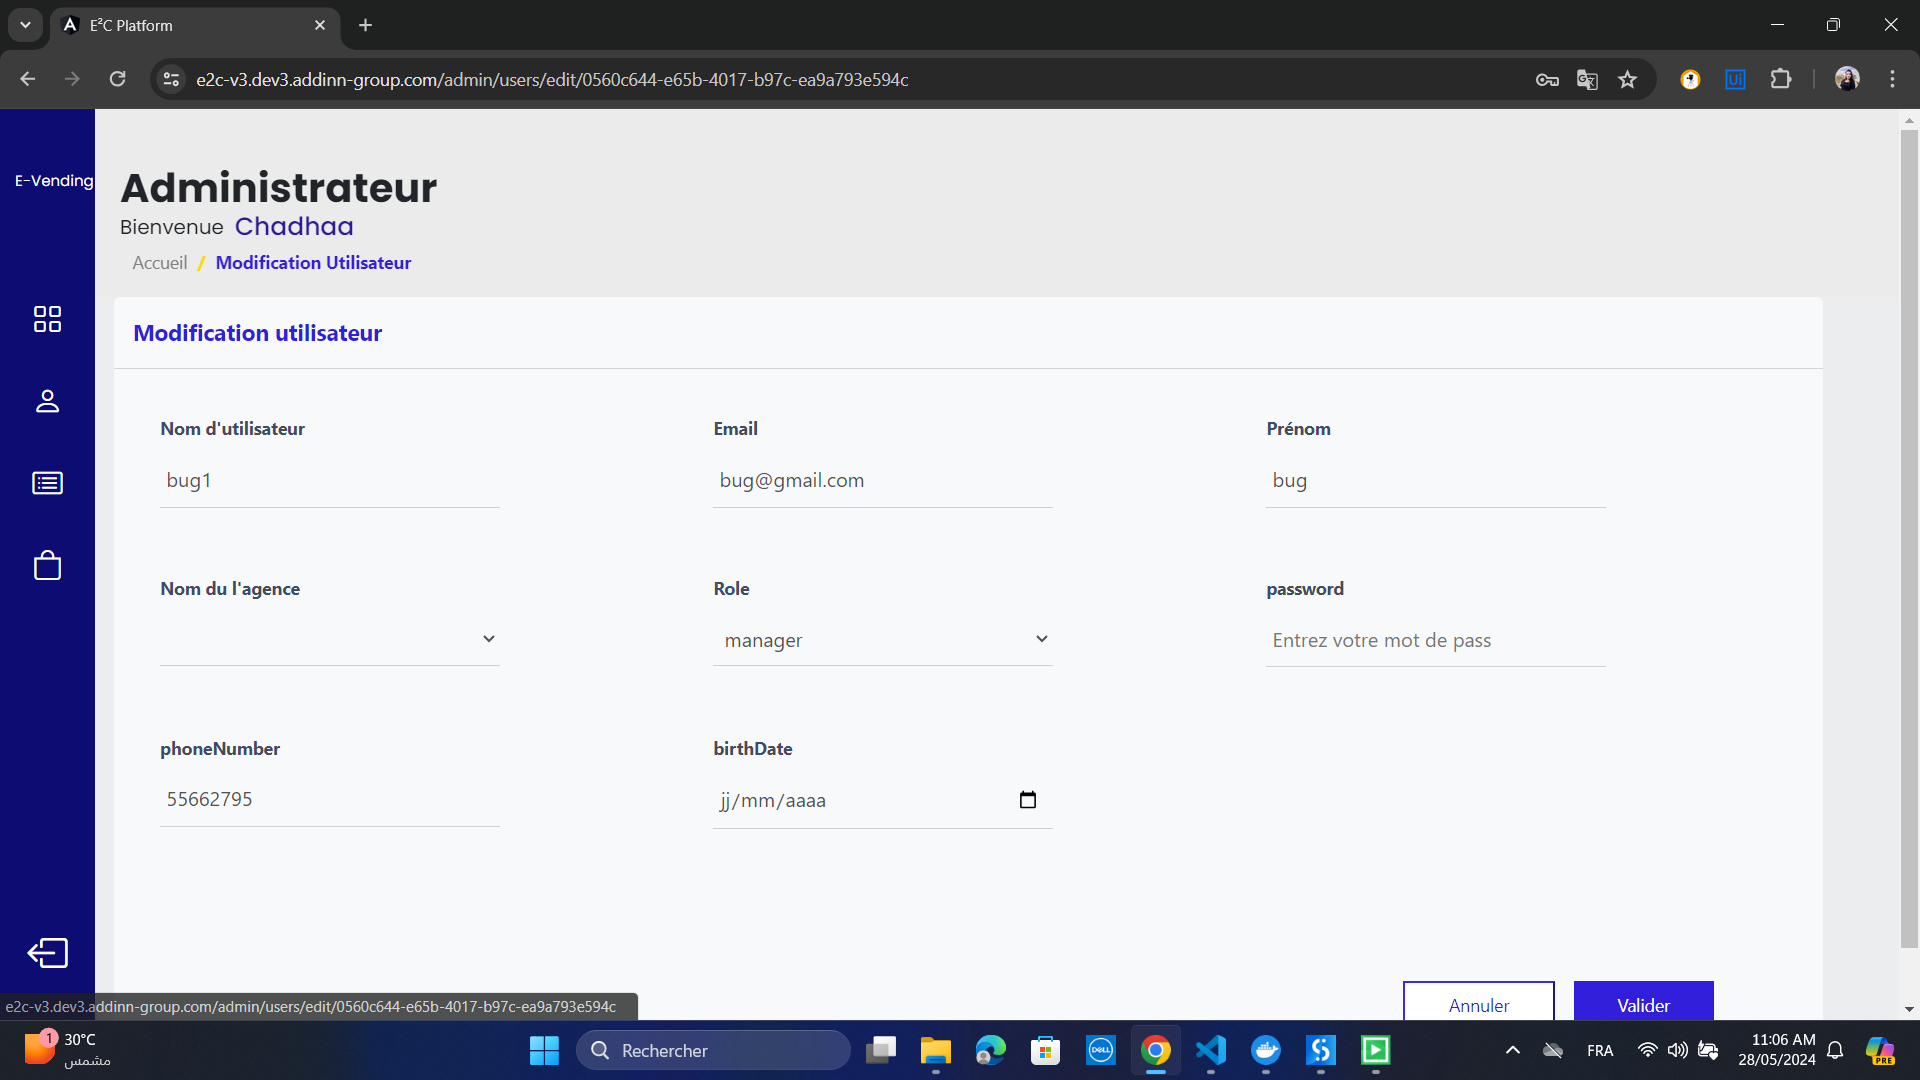 E²C Platform
e2c-v3.dev3.addinn-group.com/admin/users/edit/0560c644-e65b-4017-b97c-ea9a793e594c
Ui
E-Vending
Administrateur
Bienvenue Chadhaa
Accueil / Modification Utilisateur
Modification utilisateur
Nom d'utilisateur
Email
Prénom
bug1
bug@gmail.com
bug
Nom du l'agence
Role
password
manager
Entrez votre mot de pass
phoneNumber
birthDate
55662795
jj/mm/aaaa
Annuler
Valider
e2c-v3.dev3.addinn-group.com/admin/users/edit/0560c644-e65b-4017-b97c-ea9a793e594c
1
30°C
مشمس
Rechercher
DELL
FRA
11:06 AM
28/05/2024
PRE